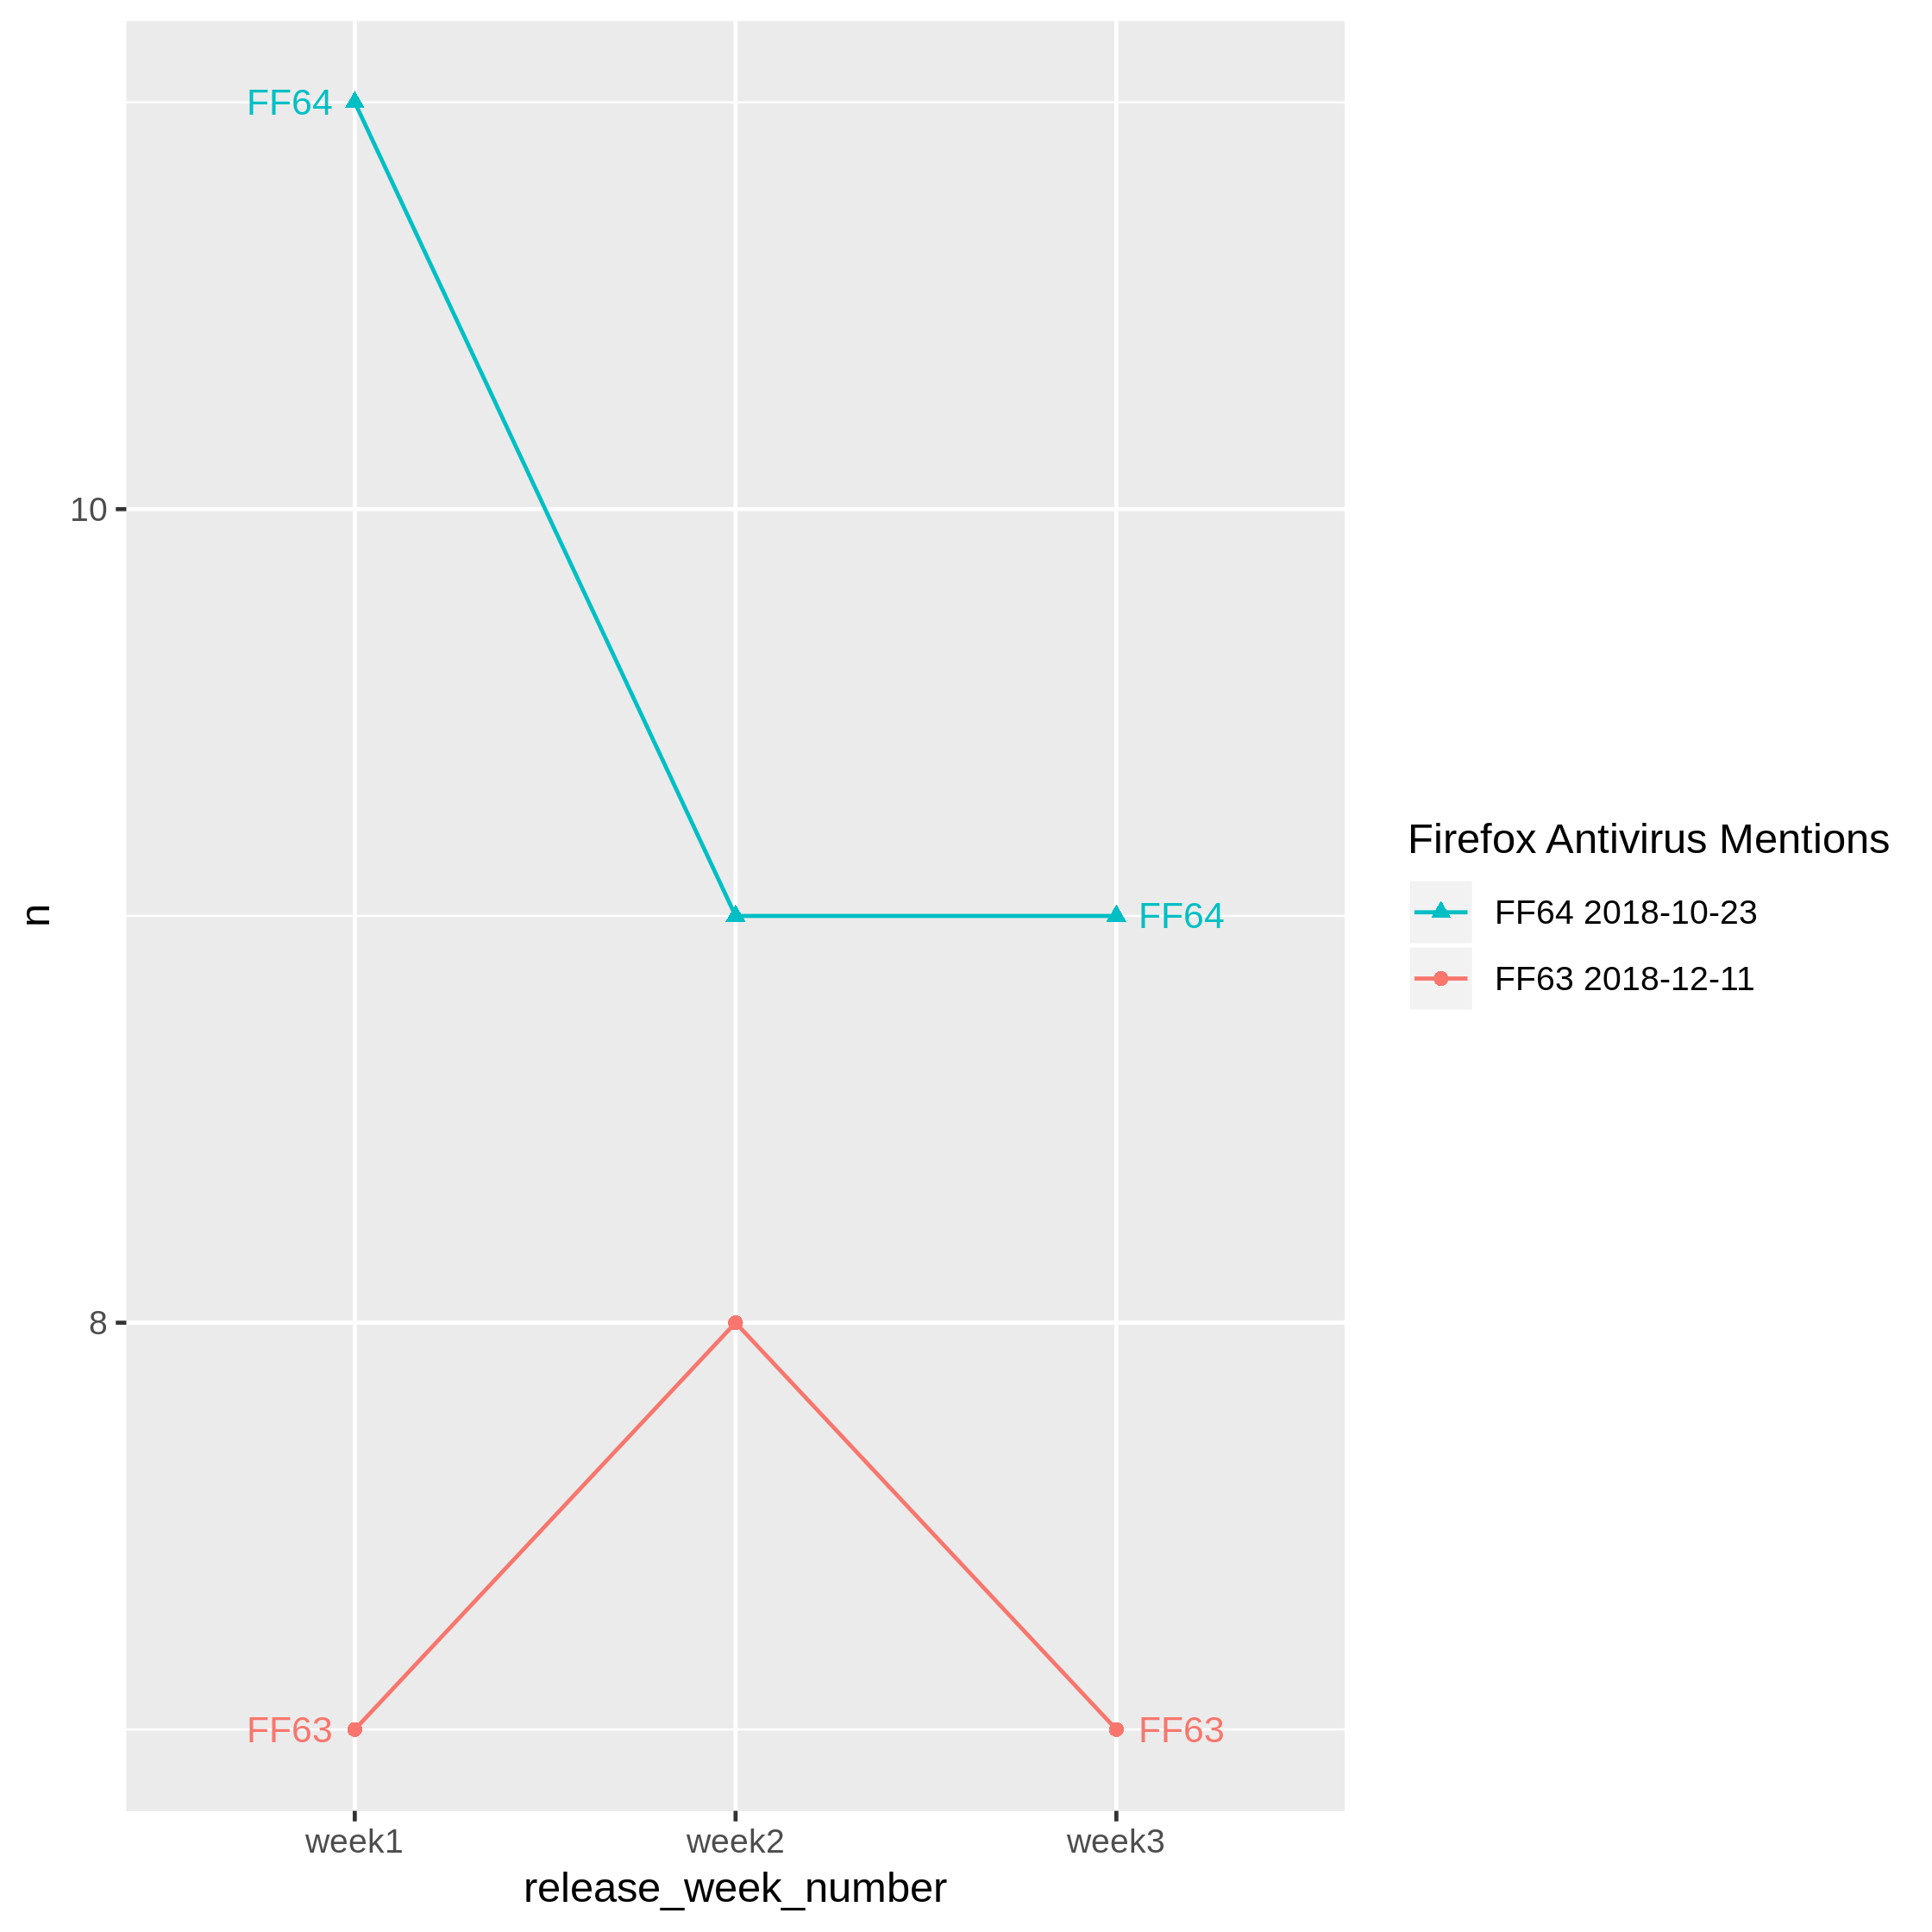 FF64
10
n
FF64
8
FF63
FF63
week1
week2
week3
release_week_number
Firefox Antivirus Mentions
FF64 2018-10-23
FF63 2018-12-11